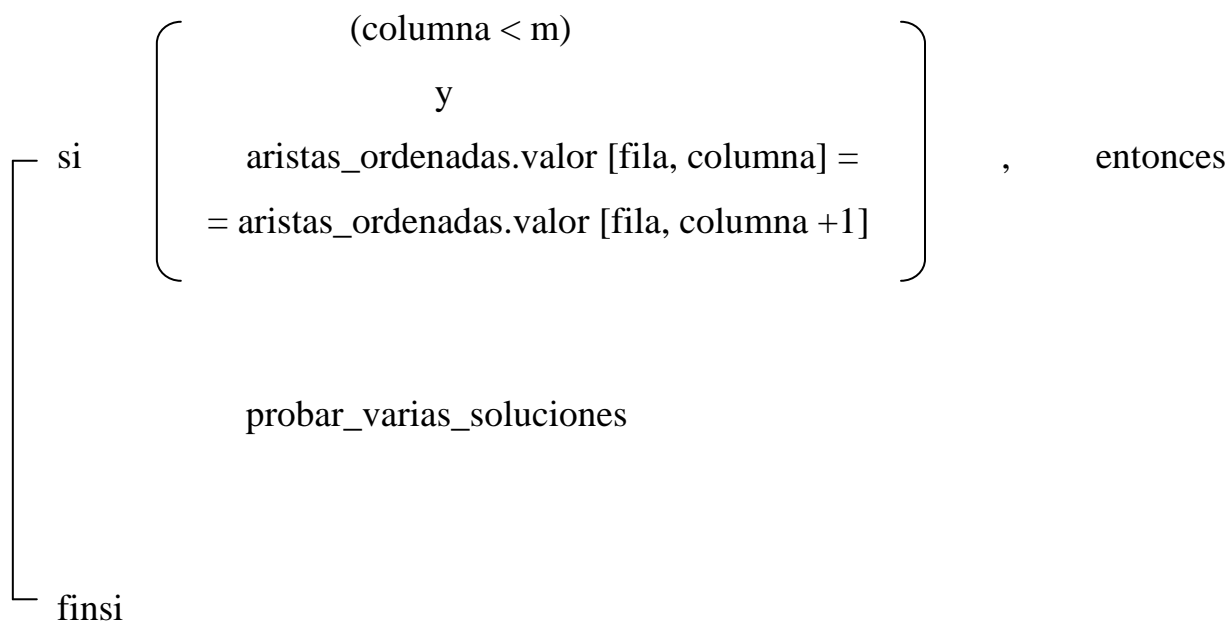 (columna < m)
y
si aristas_ordenadas.valor [fila, columna] = , entonces
= aristas_ordenadas.valor [fila, columna +1]
probar_varias_soluciones
finsi